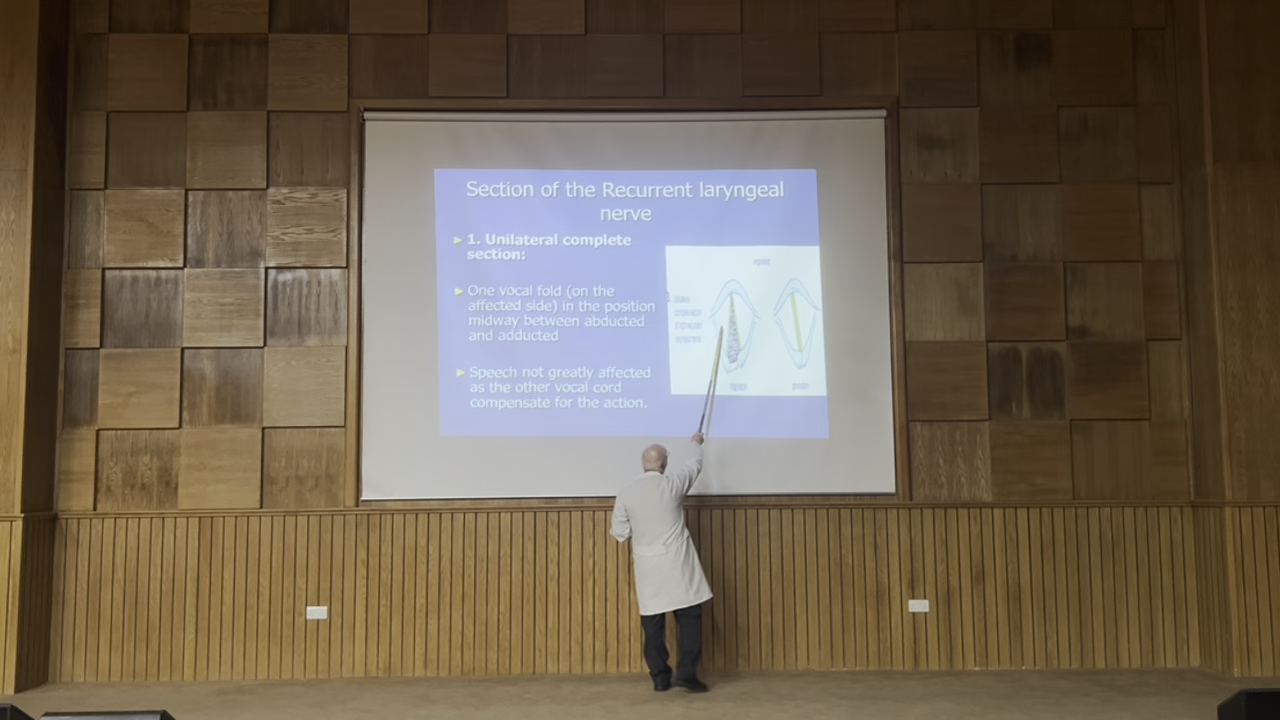 Section of the Recurrent laryngeal
nerve
1. Unilateral complete
section:
One vocal fold (on the
affected side) in the position
midway between abducted
and adducted
Speech not greatly affected
as the other vocal cord
compensate for the action.